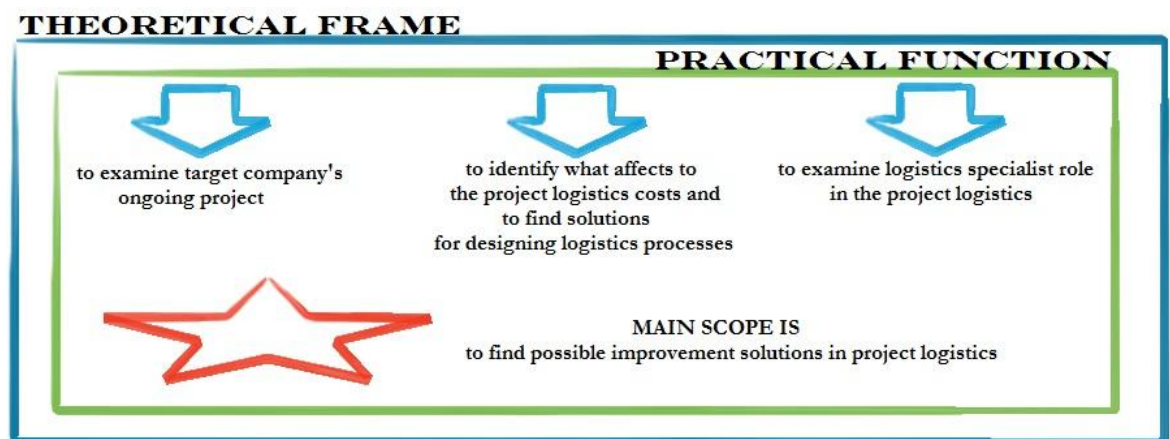 THEORETICAL FRAME
PRACTICAL FUNCTION
to examine target company's
ongoing project
to identify what affects to
the project logistics costs and
to find solutions
for designing logistics processes
to examine logistics specialist role
in the project logistics
MAIN SCOPE IS
to find possible improvement solutions in project logistics